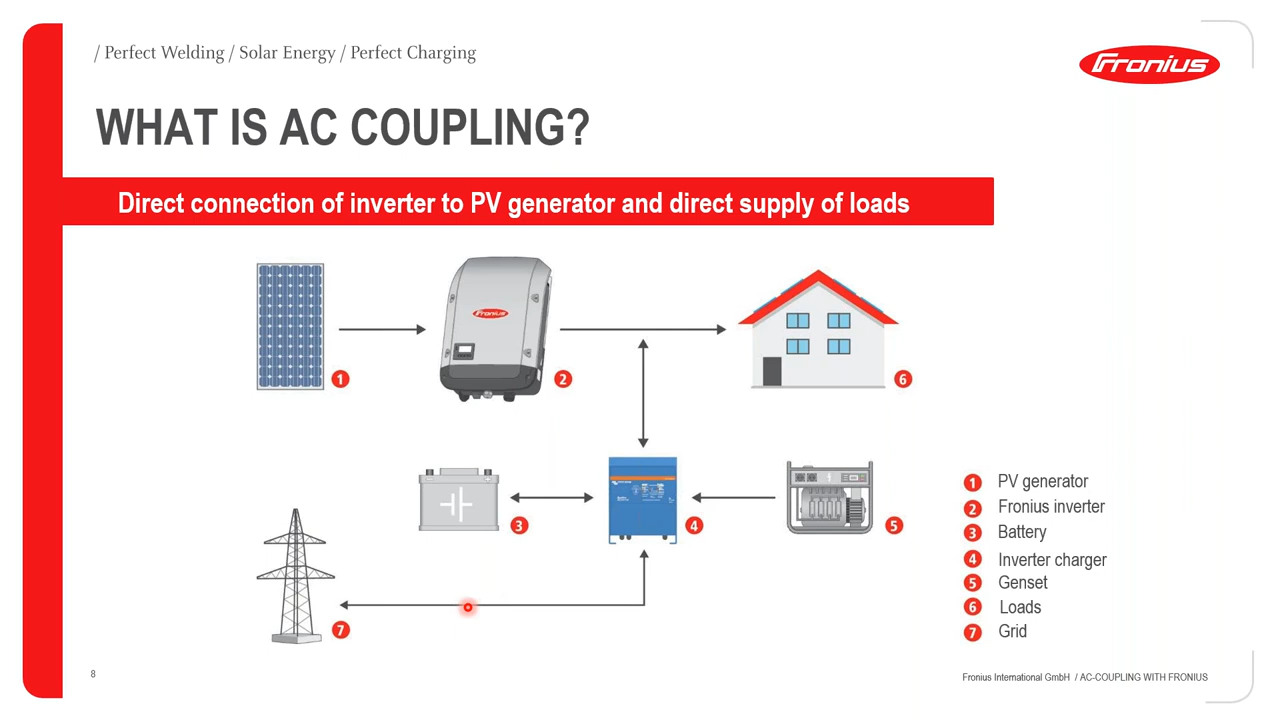 / Perfect Welding / Solar Energy / Perfect Charging
Fronius
WHAT IS AC COUPLING?
Direct connection of inverter to PV generator and direct supply of loads
Fronius
1
2
6
3
4
5
7
1 PV generator
2 Fronius inverter
3 Battery
4 Inverter charger
5 Genset
6 Loads
7 Grid
8
Fronius International GmbH / AC-COUPLING WITH FRONIUS